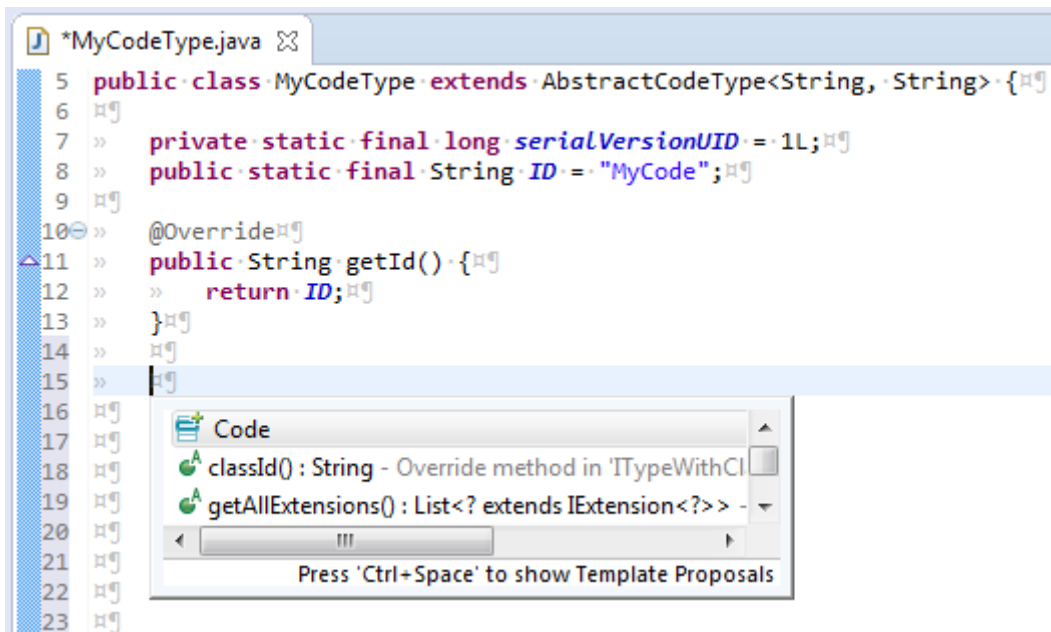 *MyCodeType.java
5 public class MyCodeType extends AbstractCodeType<String, String> {
6
7 private static final long serialVersionUID = 1L;
8 public static final String ID = "MyCode";
9
10 @Override
11 public String getId() {
12 return ID;
13 }
14
15
16
17
18
19
20
21
22
23
Code
classId() : String - Override method in 'ITypeWithCl
getAllExtensions() : List<? extends IExtension<?>> -
Press 'Ctrl+Space' to show Template Proposals